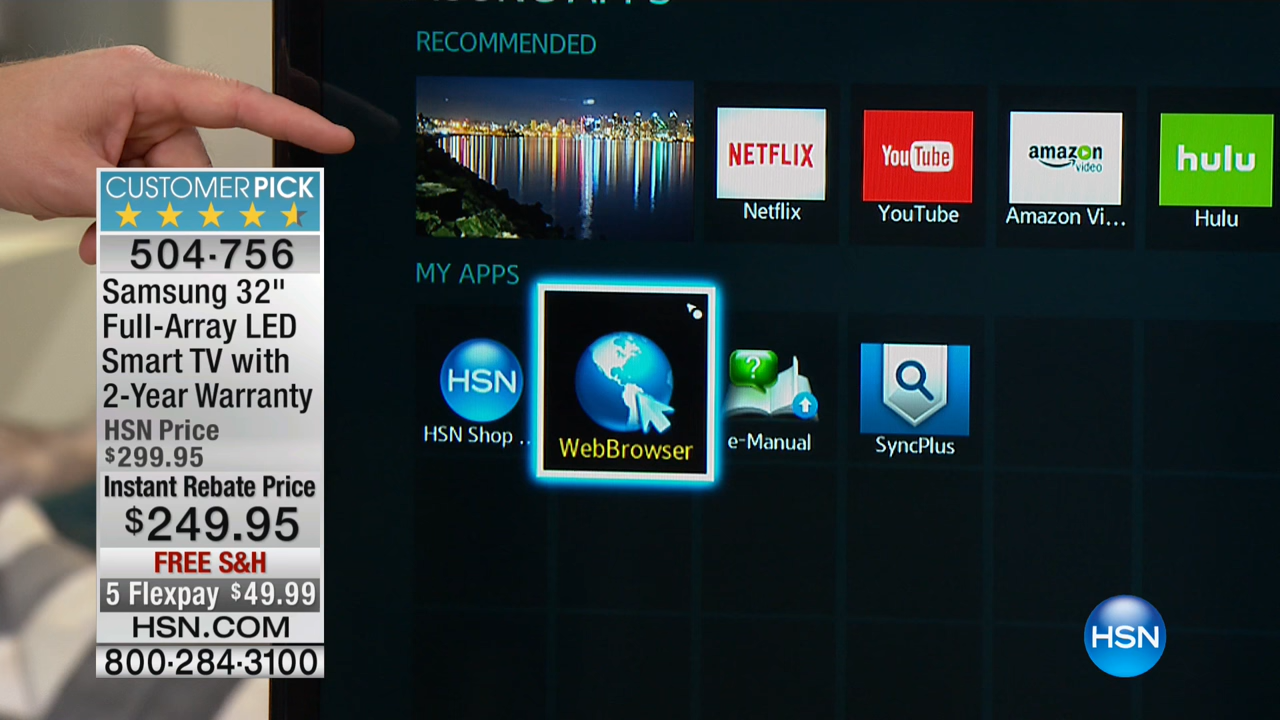 RECOMMENDED
NETFLIX
YouTube
amazon
video
hulu
Netflix
YouTube
Amazon Vi...
Hulu
MY APPS
HSN
HSN Shop ..
WebBrowser
?
e-Manual
SyncPlus
CUSTOMER PICK
504-756
Samsung 32"
Full-Array LED
Smart TV with
2-Year Warranty
HSN Price
$299.95
Instant Rebate Price
$249.95
FREE S&H
5 Flexpay $49.99
HSN.COM
800-284-3100
HSN